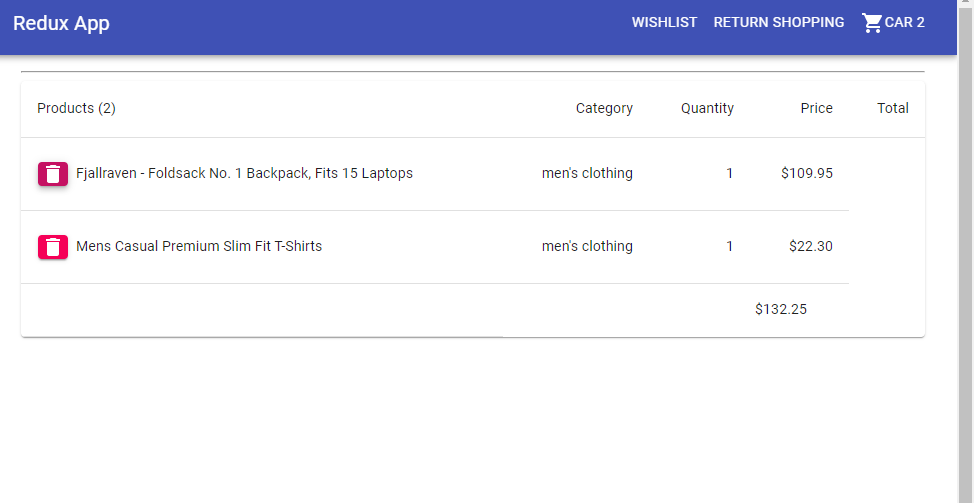 Redux App WISHLIST RETURN SHOPPING CAR 2
Products (2) Category Quantity Price Total
Fjallraven - Foldsack No. 1 Backpack, Fits 15 Laptops men's clothing 1 $109.95
Mens Casual Premium Slim Fit T-Shirts men's clothing 1 $22.30
$132.25